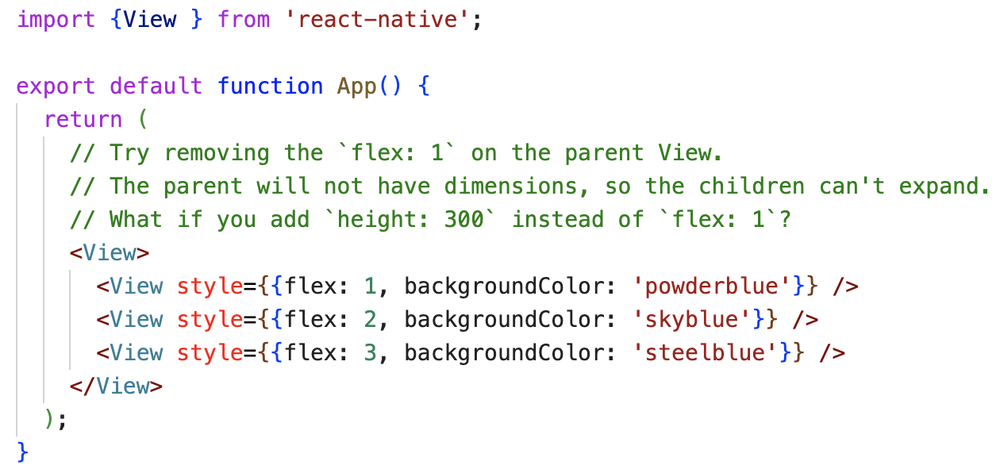 import {View } from 'react-native';
export default function App() {
return (
// Try removing the `flex: 1` on the parent View.
// The parent will not have dimensions, so the children can't expand.
// What if you add `height: 300` instead of `flex: 1`?
<View>
<View style={{flex: 1, backgroundColor: 'powderblue'}} />
<View style={{flex: 2, backgroundColor: 'skyblue'}} />
<View style={{flex: 3, backgroundColor: 'steelblue'}} />
</View>
);
}